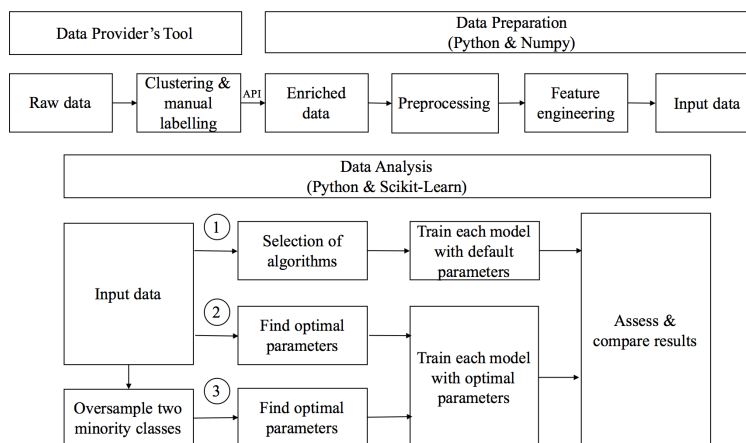 Data Provider's Tool
Data Preparation
(Python & Numpy)
Raw data
Clustering &
manual
labelling
API
Enriched
data
Preprocessing
Feature
engineering
Input data
Data Analysis
(Python & Scikit-Learn)
Input data
1
Selection of
algorithms
Train each model
with default
parameters
2
Find optimal
parameters
Train each model
with optimal
parameters
Assess &
compare results
Oversample two
minority classes
3
Find optimal
parameters